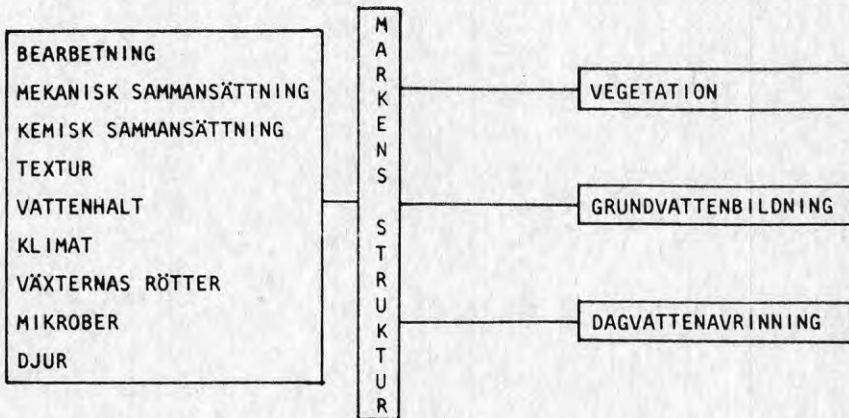 BEARBETNING
MEKANISK SAMMANSÄTTNING
KEMISK SAMMANSÄTTNING
TEXTUR
VATTENHALT
KLIMAT
VÄXTERNAS RÖTTER
MIKROBER
DJUR
MARKENS STRUKTUR
VEGETATION
GRUNDVATTENBILDNING
DAGVATTENAVRINNING